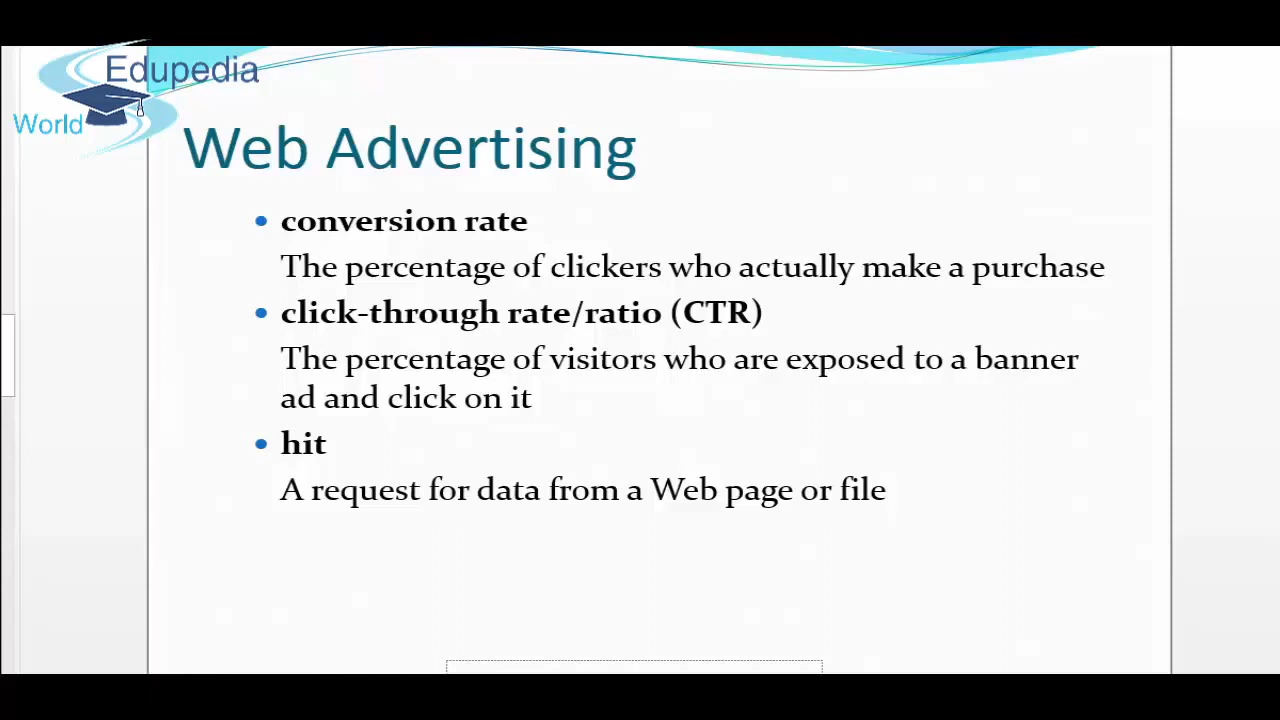 Edupedia
World
Web Advertising
• conversion rate
The percentage of clickers who actually make a purchase
• click-through rate/ratio (CTR)
The percentage of visitors who are exposed to a banner
ad and click on it
• hit
A request for data from a Web page or file